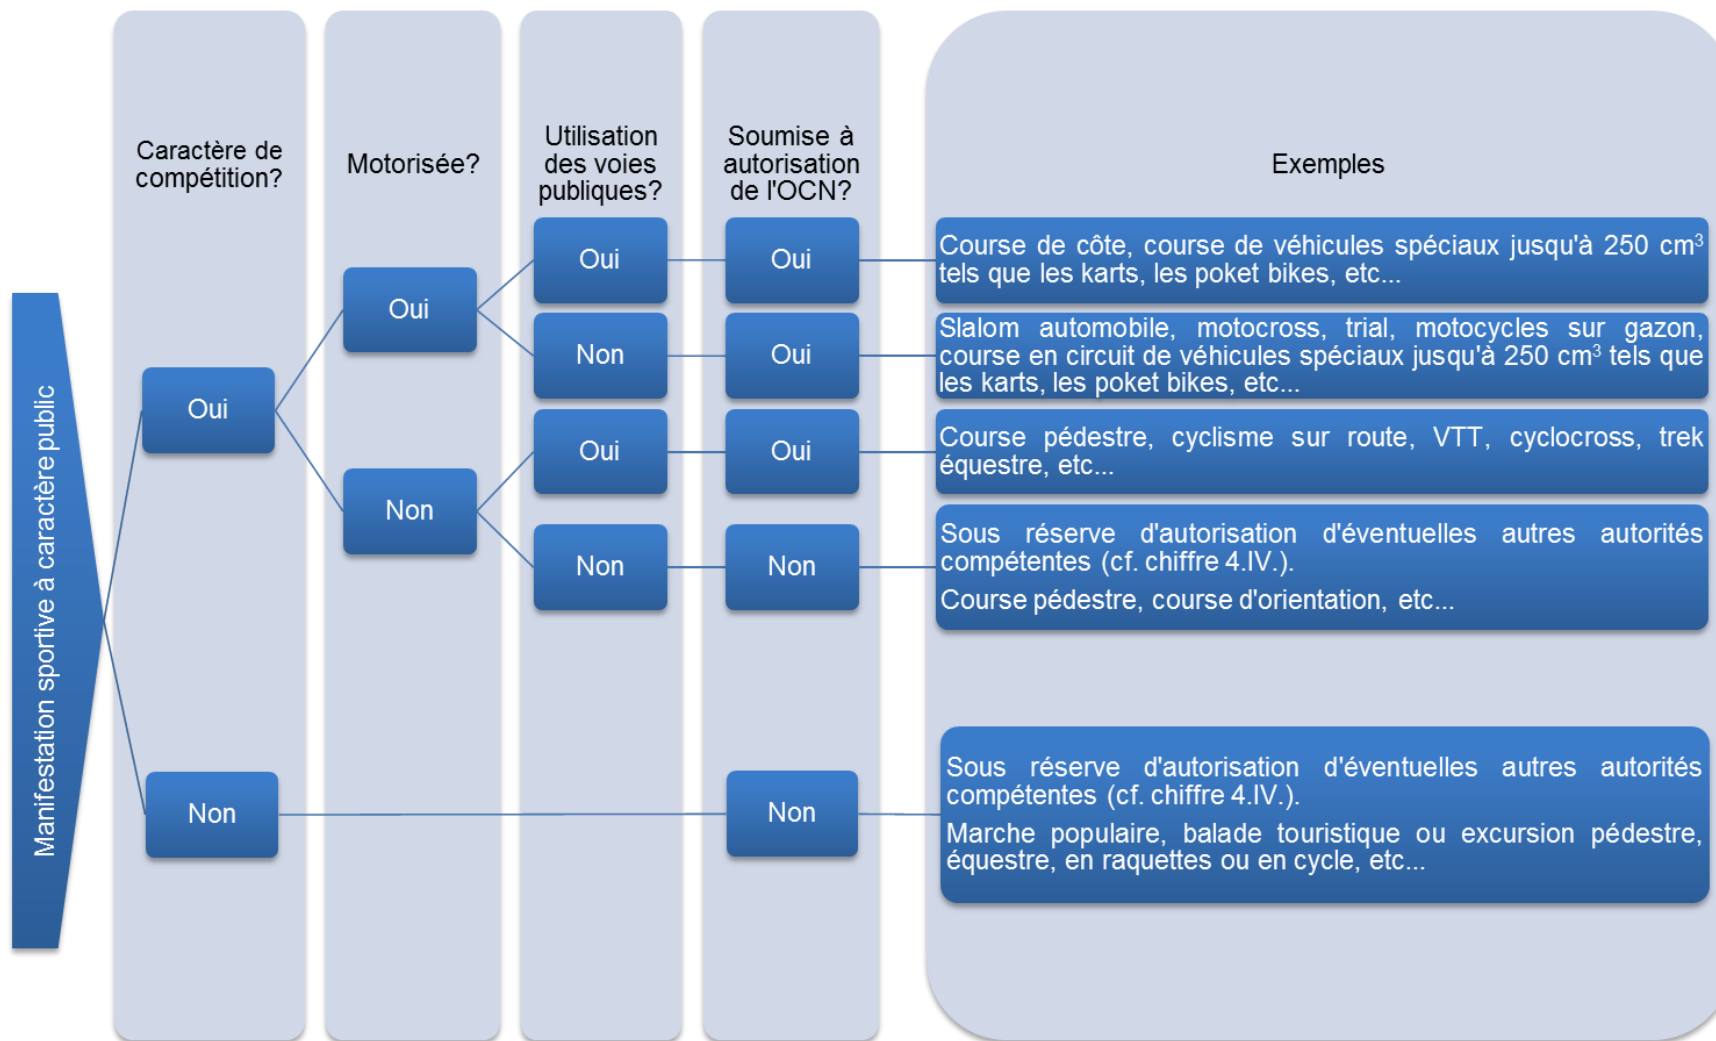 Manifestation sportive à caractère public
Caractère de
compétition?
Motorisée?
Utilisation
des voies
publiques?
Soumise à
autorisation
de l'OCN?
Exemples
Oui
Oui
Oui
Oui
Course de côte, course de véhicules spéciaux jusqu'à 250 cm³
tels que les karts, les poket bikes, etc...
Non
Oui
Slalom automobile, motocross, trial, motocycles sur gazon,
course en circuit de véhicules spéciaux jusqu'à 250 cm³ tels que
les karts, les poket bikes, etc...
Non
Oui
Oui
Course pédestre, cyclisme sur route, VTT, cyclocross, trek
équestre, etc...
Non
Non
Sous réserve d'autorisation d'éventuelles autres autorités
compétentes (cf. chiffre 4.IV.).
Course pédestre, course d'orientation, etc...
Non
Non
Sous réserve d'autorisation d'éventuelles autres autorités
compétentes (cf. chiffre 4.IV.).
Marche populaire, balade touristique ou excursion pédestre,
équestre, en raquettes ou en cycle, etc...